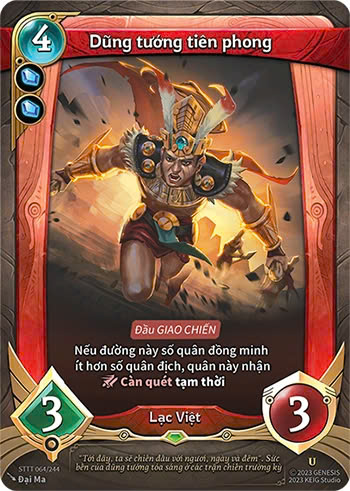 4
Dũng tướng tiên phong
Đầu GIAO CHIẾN
Nếu đường này số quân đồng minh
ít hơn số quân địch, quân này nhận
Càn quét tạm thời
3
Lạc Việt
3
"Tới đây, ta sẽ chiến đấu với ngươi, ngày và đêm". Sức
bền của dũng tướng tỏa sáng ở các trận chiến trường kỳ
STTT 064/244
Đại Ma
U
© 2023 GENESIS
© 2023 KEIG Studio